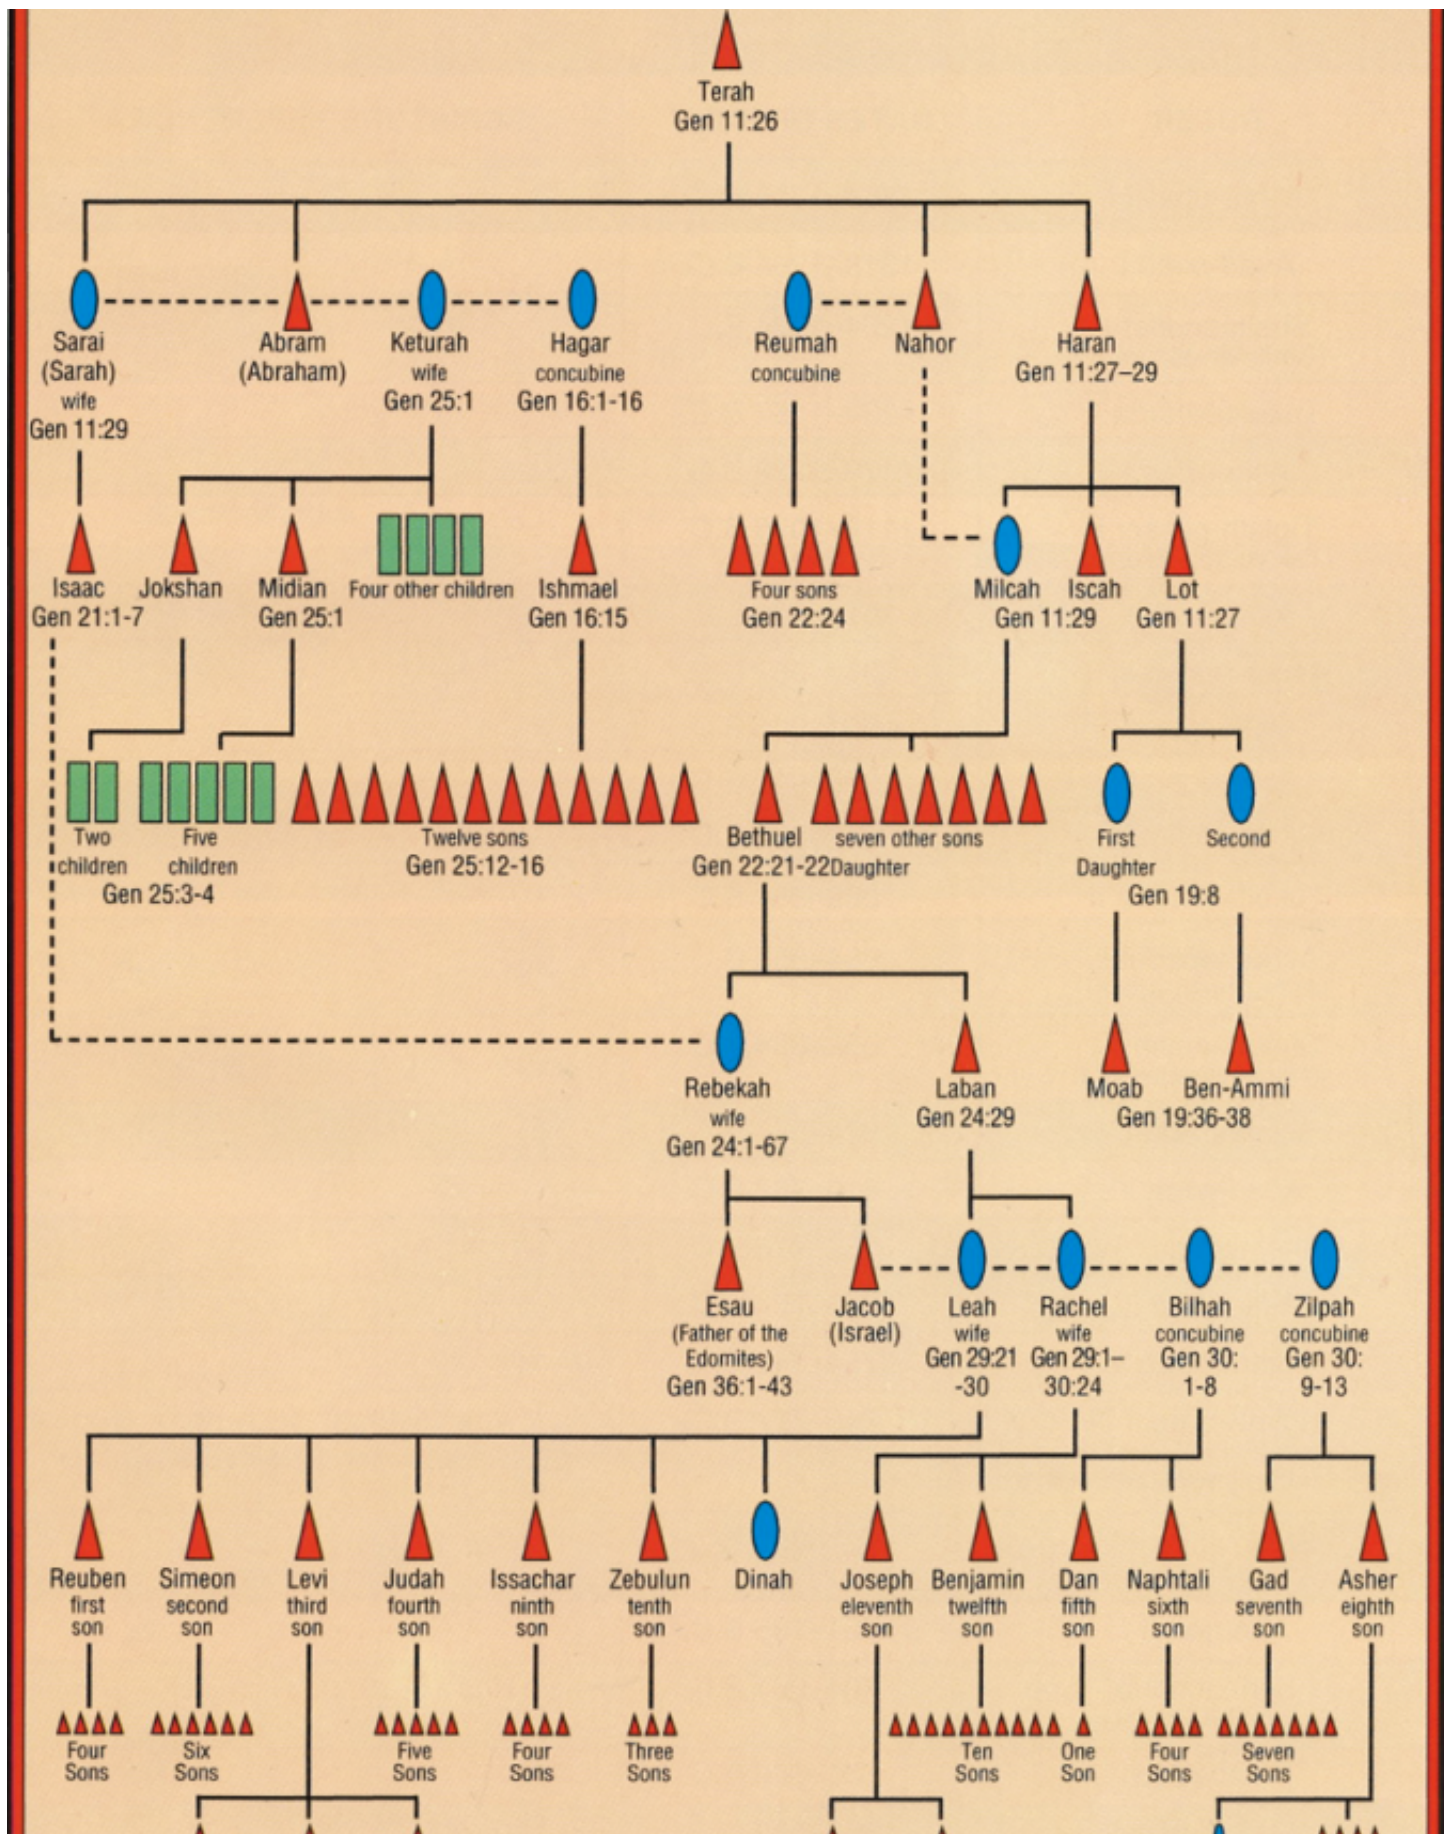 Terah
Gen 11:26
Sarai
(Sarah)
wife
Gen 11:29
Abram
(Abraham)
Keturah
wife
Gen 25:1
Hagar
concubine
Gen 16:1-16
Reumah
concubine
Nahor
Haran
Gen 11:27–29
Isaac
Gen 21:1-7
Jokshan
Midian
Gen 25:1
Four other children
Ishmael
Gen 16:15
Four sons
Gen 22:24
Milcah
Iscah
Gen 11:29
Lot
Gen 11:27
Two
children
Five
children
Gen 25:3-4
Twelve sons
Gen 25:12-16
Bethuel
Gen 22:21-22
seven other sons
Daughter
First
Daughter
Second
Gen 19:8
Rebekah
wife
Gen 24:1-67
Laban
Gen 24:29
Moab
Ben-Ammi
Gen 19:36-38
Esau
(Father of the
Edomites)
Gen 36:1-43
Jacob
(Israel)
Leah
wife
Gen 29:21
-30
Rachel
wife
Gen 29:1–
30:24
Bilhah
concubine
Gen 30:
1-8
Zilpah
concubine
Gen 30:
9-13
Reuben
first
son
Simeon
second
son
Levi
third
son
Judah
fourth
son
Issachar
ninth
son
Zebulun
tenth
son
Dinah
Joseph
eleventh
son
Benjamin
twelfth
son
Dan
fifth
son
Naphtali
sixth
son
Gad
seventh
son
Asher
eighth
son
Four
Sons
Six
Sons
Five
Sons
Four
Sons
Three
Sons
Ten
Sons
One
Son
Four
Sons
Seven
Sons